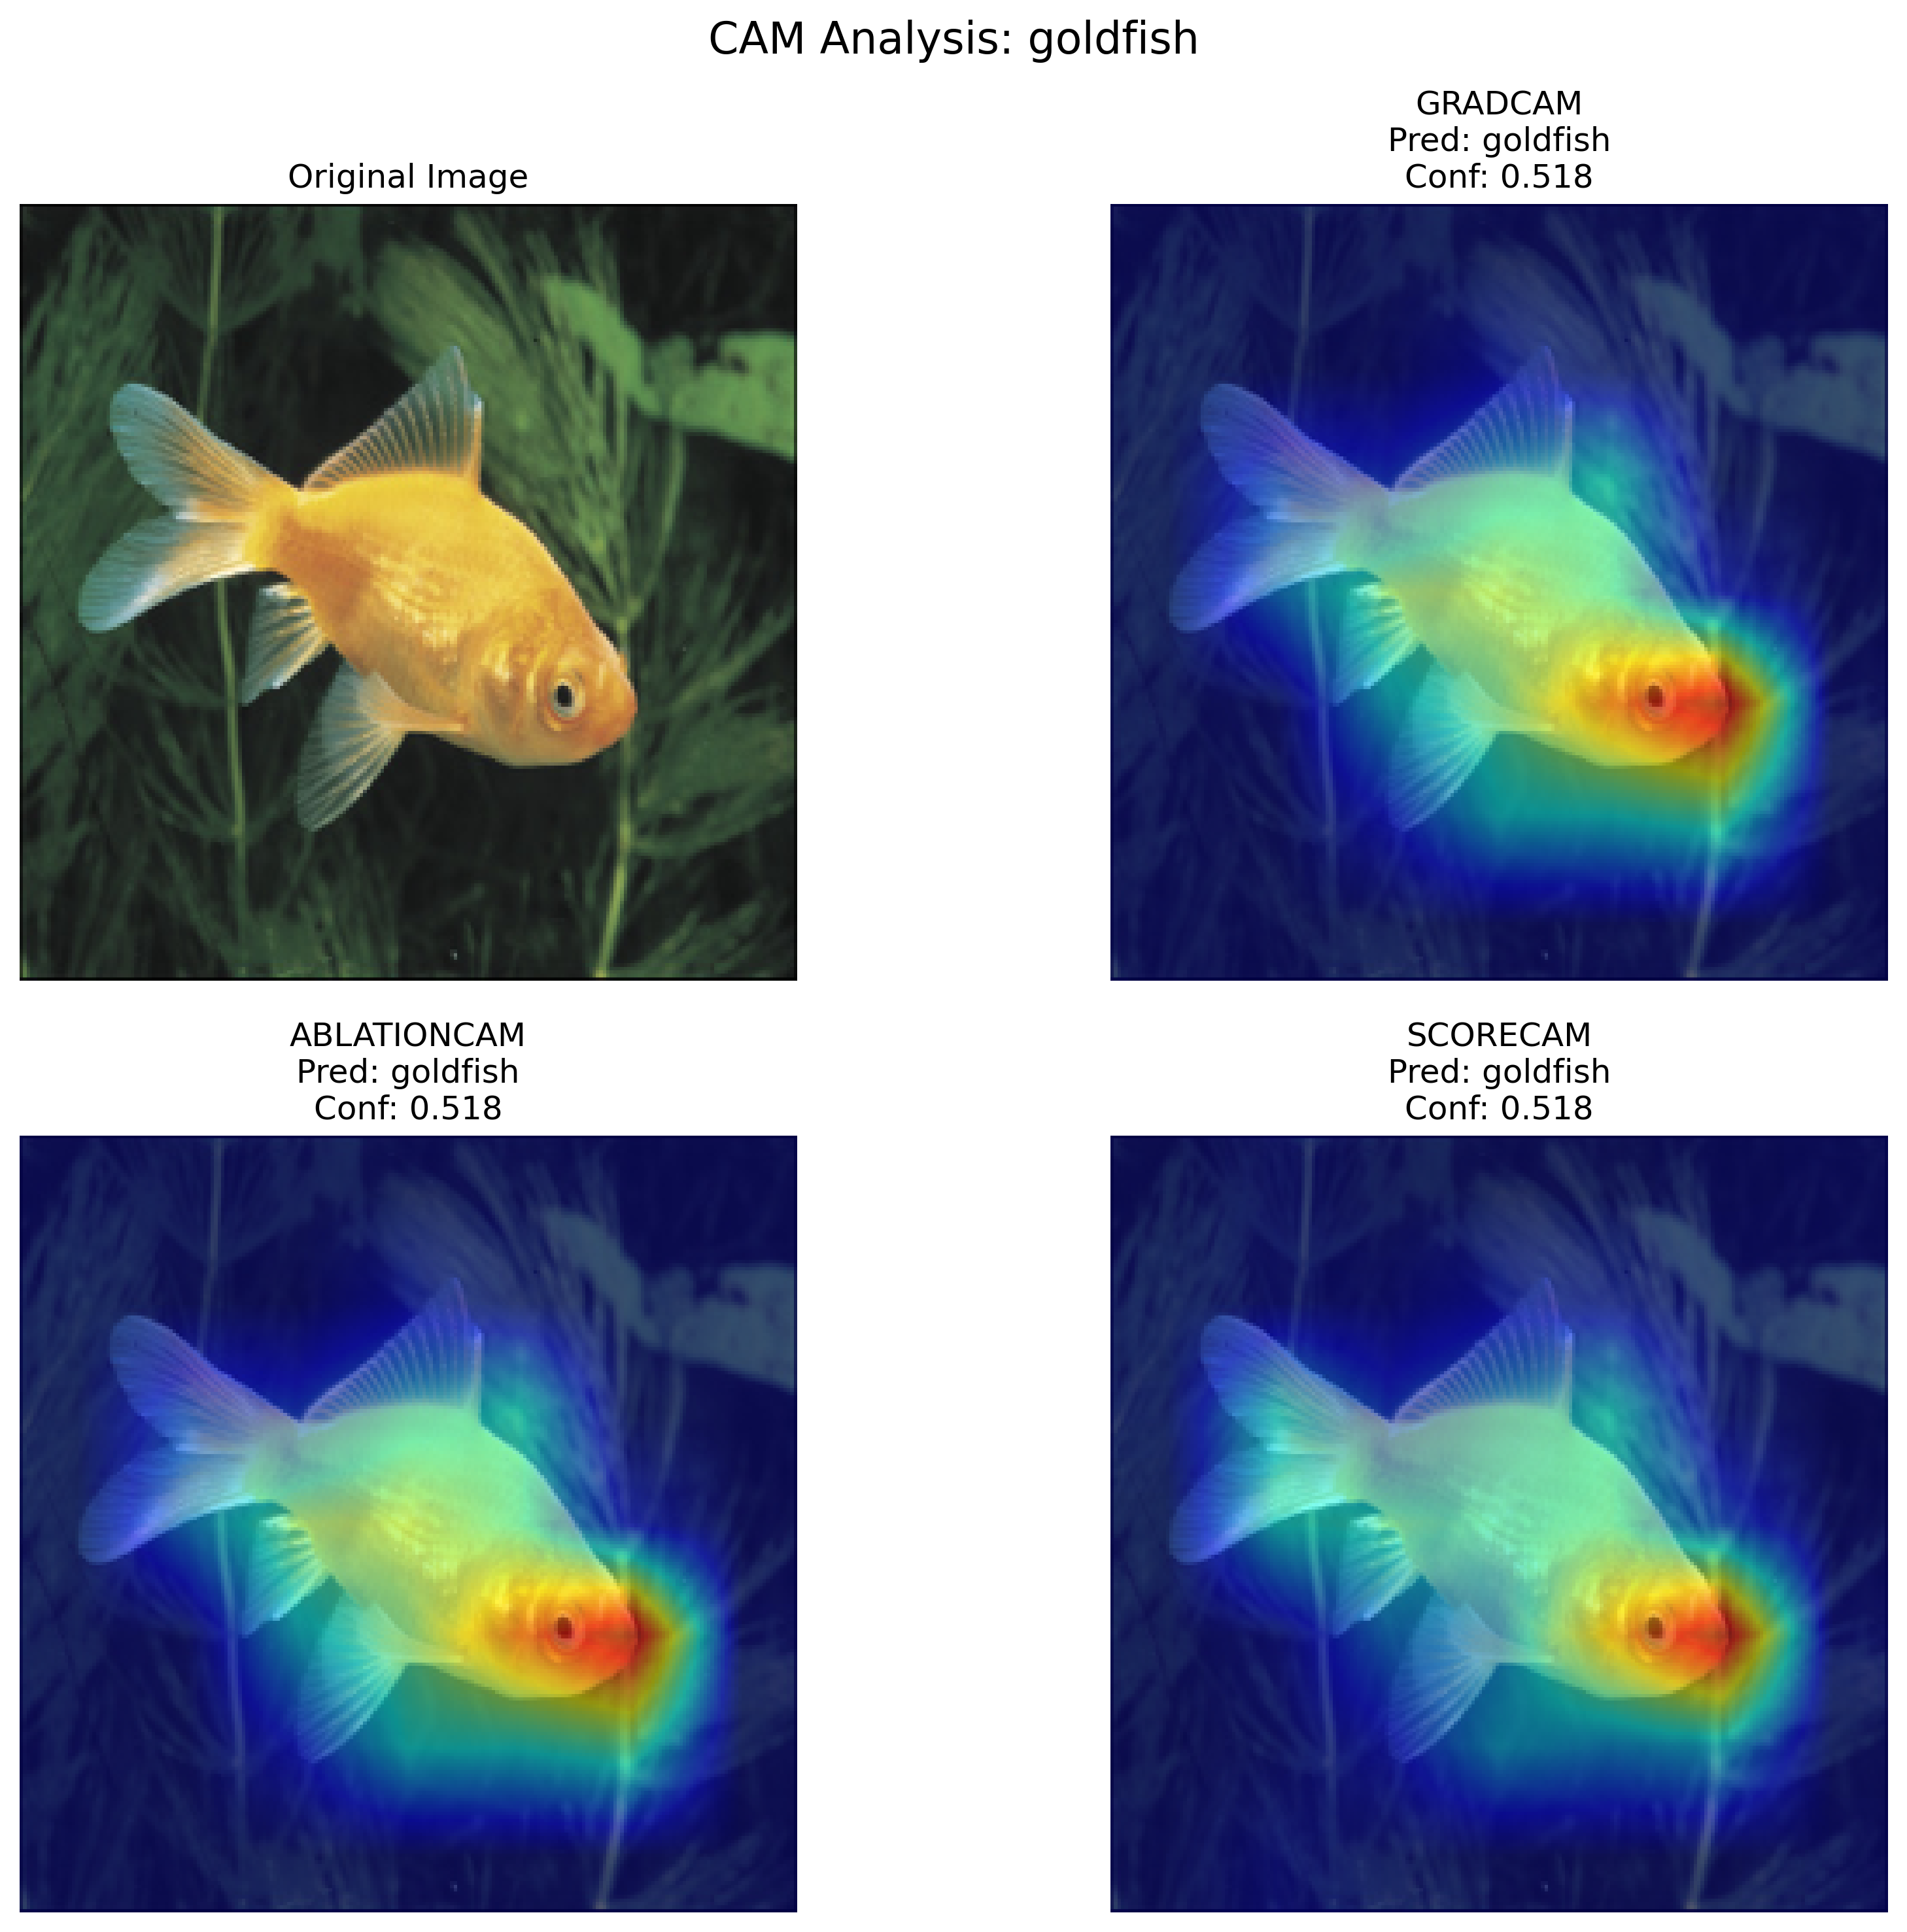 CAM Analysis: goldfish
Original Image
GRADCAM
Pred: goldfish
Conf: 0.518
ABLATIONCAM
Pred: goldfish
Conf: 0.518
SCORECAM
Pred: goldfish
Conf: 0.518